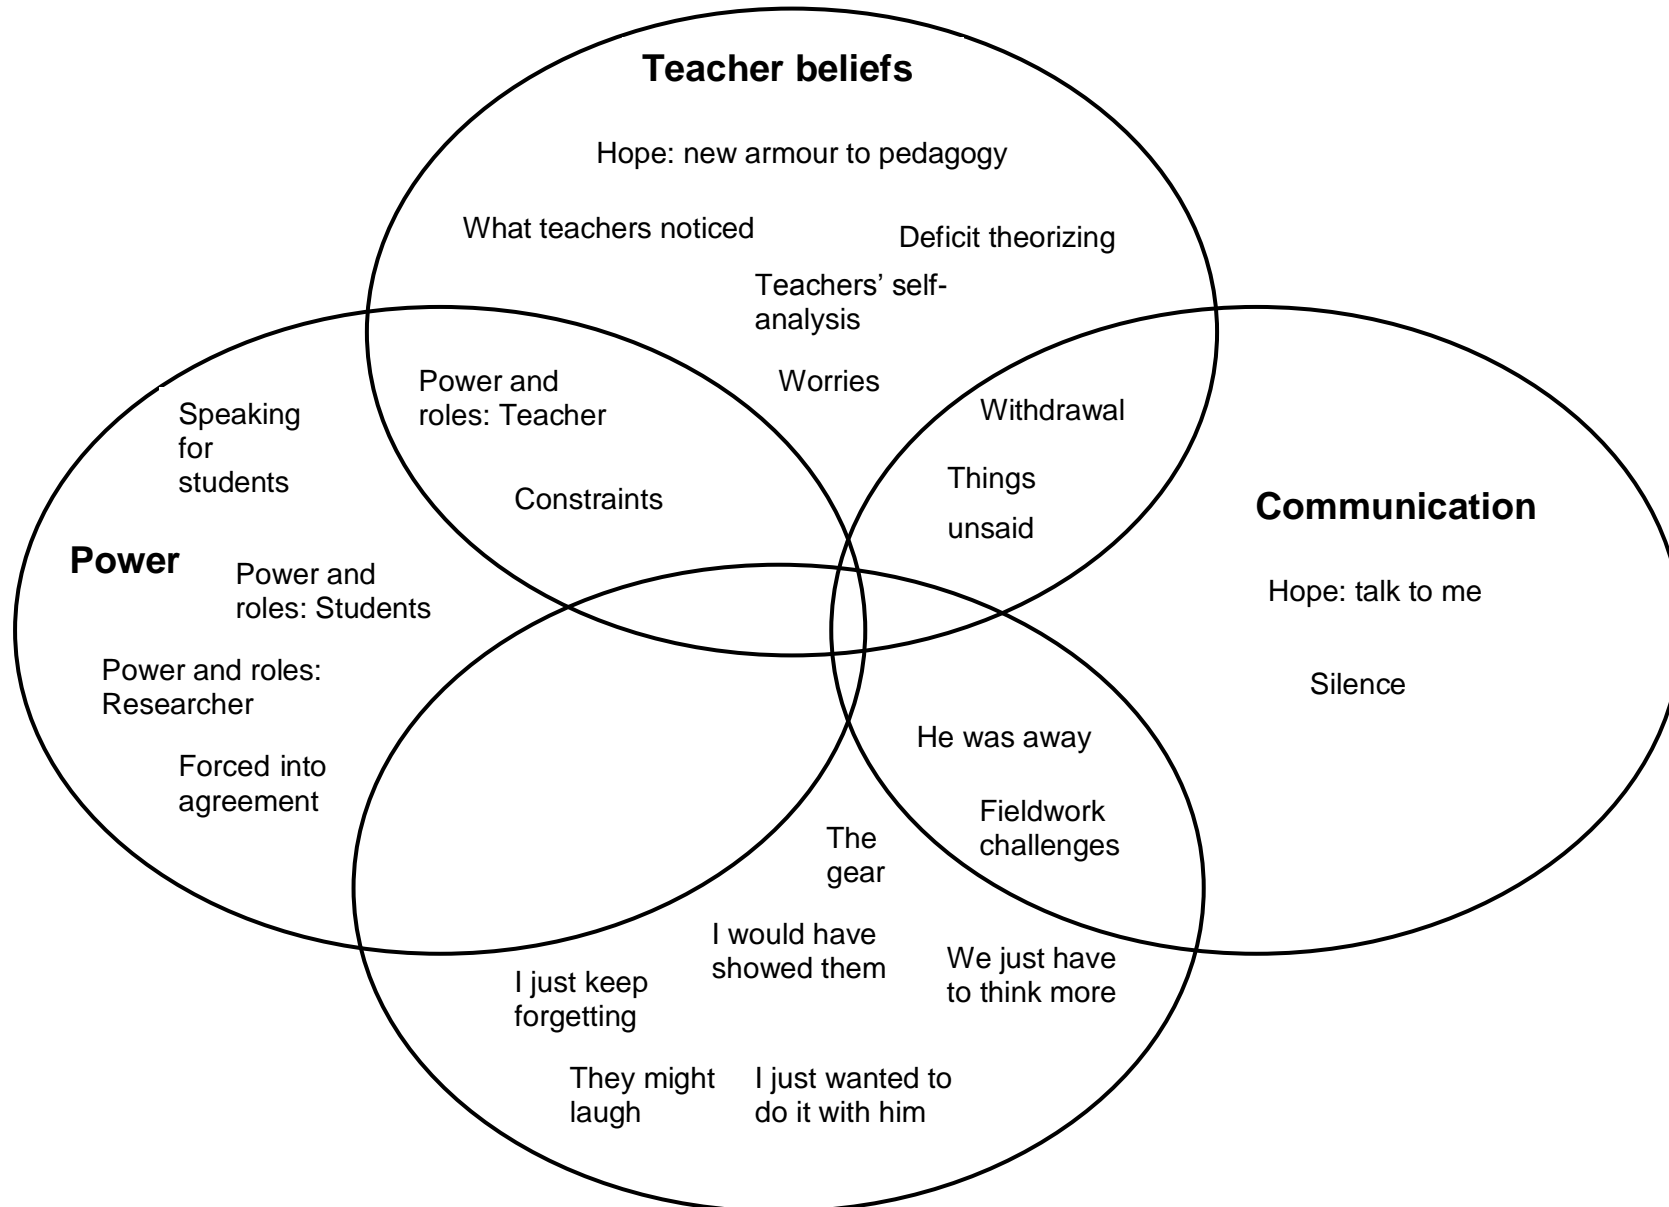 Teacher beliefs
Hope: new armour to pedagogy
What teachers noticed
Deficit theorizing
Teachers’ self-
analysis
Worries
Power and
roles: Teacher
Constraints
Withdrawal
Things
unsaid
Speaking
for
students
Power
Power and
roles: Students
Power and roles:
Researcher
Forced into
agreement
Communication
Hope: talk to me
Silence
He was away
Fieldwork
challenges
The
gear
I would have
showed them
We just have
to think more
I just keep
forgetting
They might
laugh
I just wanted to
do it with him